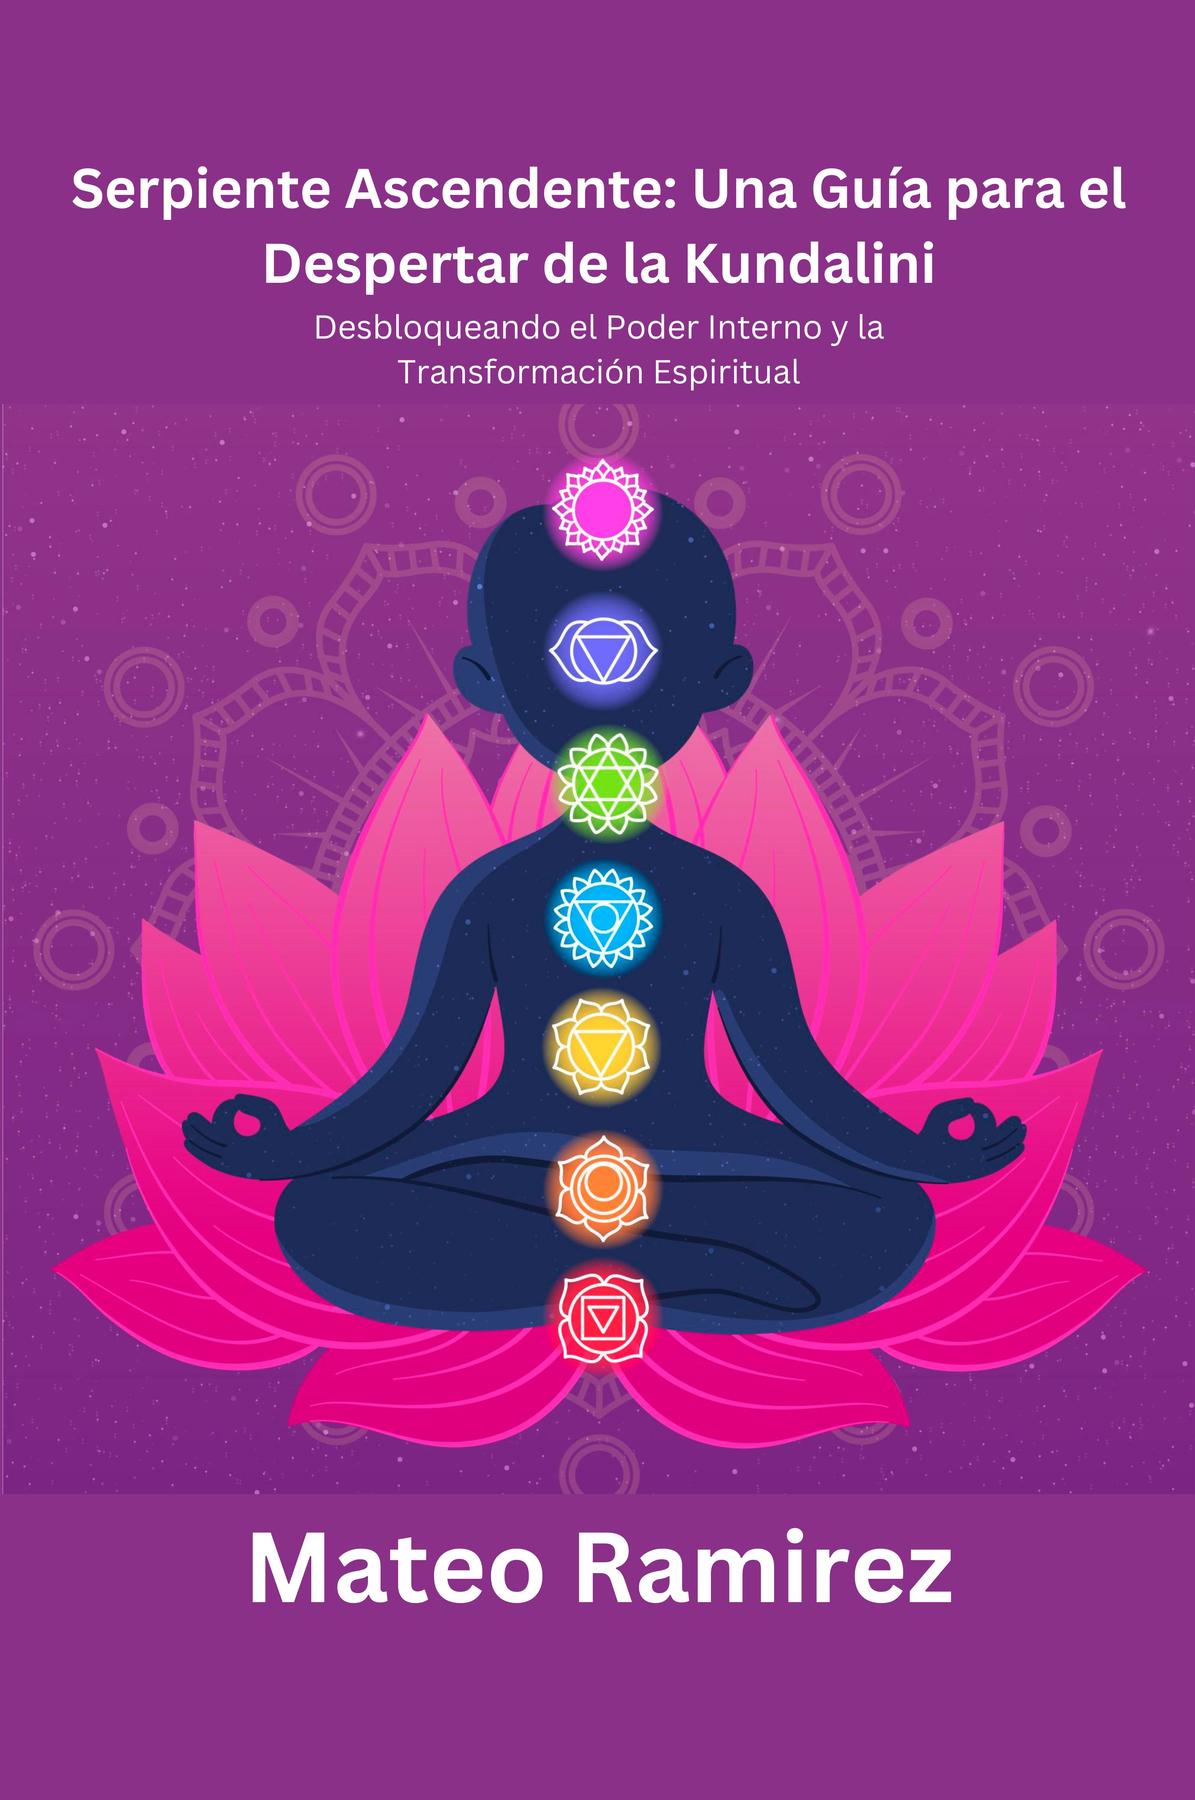 Serpiente Ascendente: Una Guía para el
Despertar de la Kundalini
Desbloqueando el Poder Interno y la
Transformación Espiritual
Mateo Ramirez